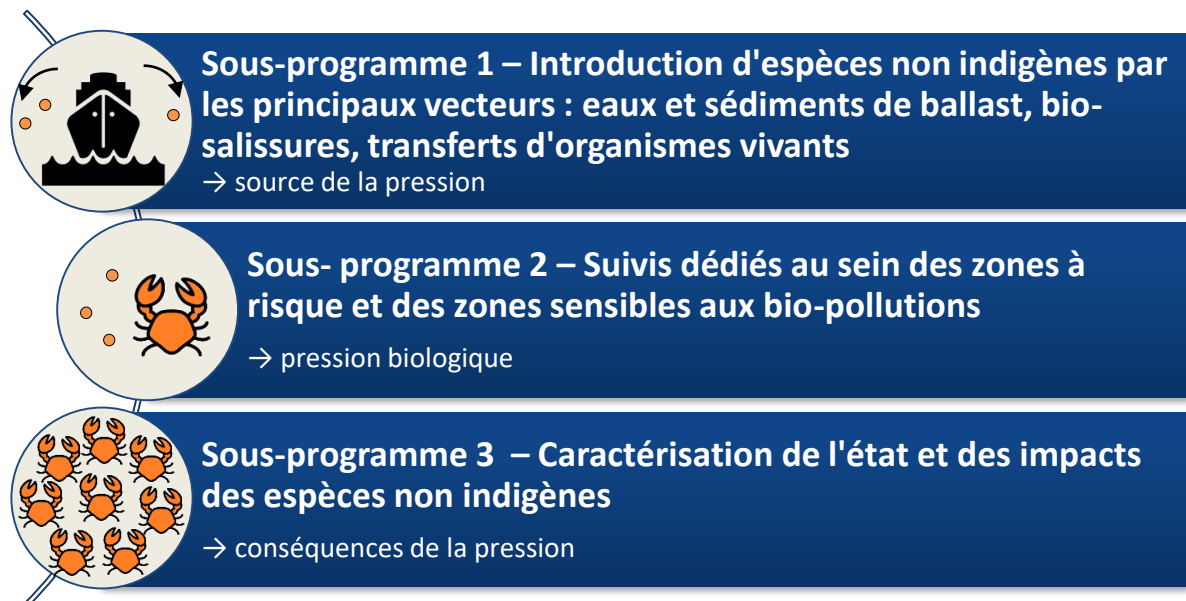 Sous-programme 1 – Introduction d'espèces non indigènes par
les principaux vecteurs : eaux et sédiments de ballast, bio-
salissures, transferts d'organismes vivants
→ source de la pression
Sous- programme 2 – Suivis dédiés au sein des zones à
risque et des zones sensibles aux bio-pollutions
→ pression biologique
Sous-programme 3 – Caractérisation de l'état et des impacts
des espèces non indigènes
→ conséquences de la pression